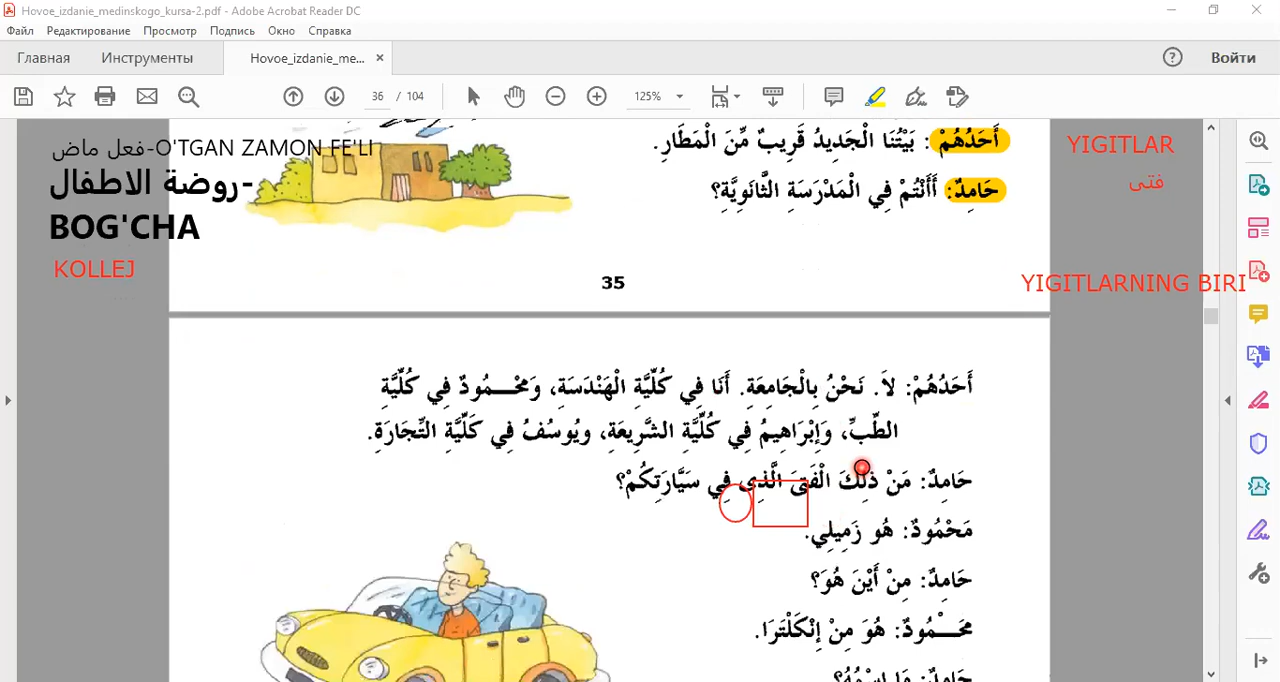 Hovoe_izdanie_medinskogo_kursa-2.pdf - Adobe Acrobat Reader DC
Файл Редактирование Просмотр Подпись Окно Справка
Главная Инструменты Hovoe_izdanie_me... Войти
36 / 104 125%
أَحَدُهُمْ: بَيْتُنَا الْجَدِيدُ قَرِيبٌ مِّنَ الْمَطَارِ.
حَامِدٌ: أَأَنْتُمْ فِي الْمَدْرَسَةِ الثَّانَوِيَّةِ؟
فعل ماض-O'TGAN ZAMON FE'LI
روضة الاطفال-
BOG'CHA
KOLLEJ
YIGITLAR
فتى
YIGITLARNING BIRI
35
أَحَدُهُمْ: لاَ. نَحْنُ بِالْجَامِعَةِ. أَنَا فِي كُلِّيَّةِ الْهَنْدَسَةِ، وَمَحْمُودٌ فِي كُلِّيَّةِ
الطِّبِّ، وَإِبْرَاهِيمُ فِي كُلِّيَّةِ الشَّرِيعَةِ، ويُوسُفُ فِي كَلِّيَّةِ التِّجَارَةِ.
حَامِدٌ: مَنْ ذلِكَ الْفَتىَ الَّذِى فِي سَيَّارَتِكُمْ؟
مَحْمُودٌ: هُو زَمِيلِي.
حَامِدٌ: مِنْ أَيْنَ هُوَ؟
مَحْمُودٌ: هُوَ مِنْ إِنْكَلْتَرَا.